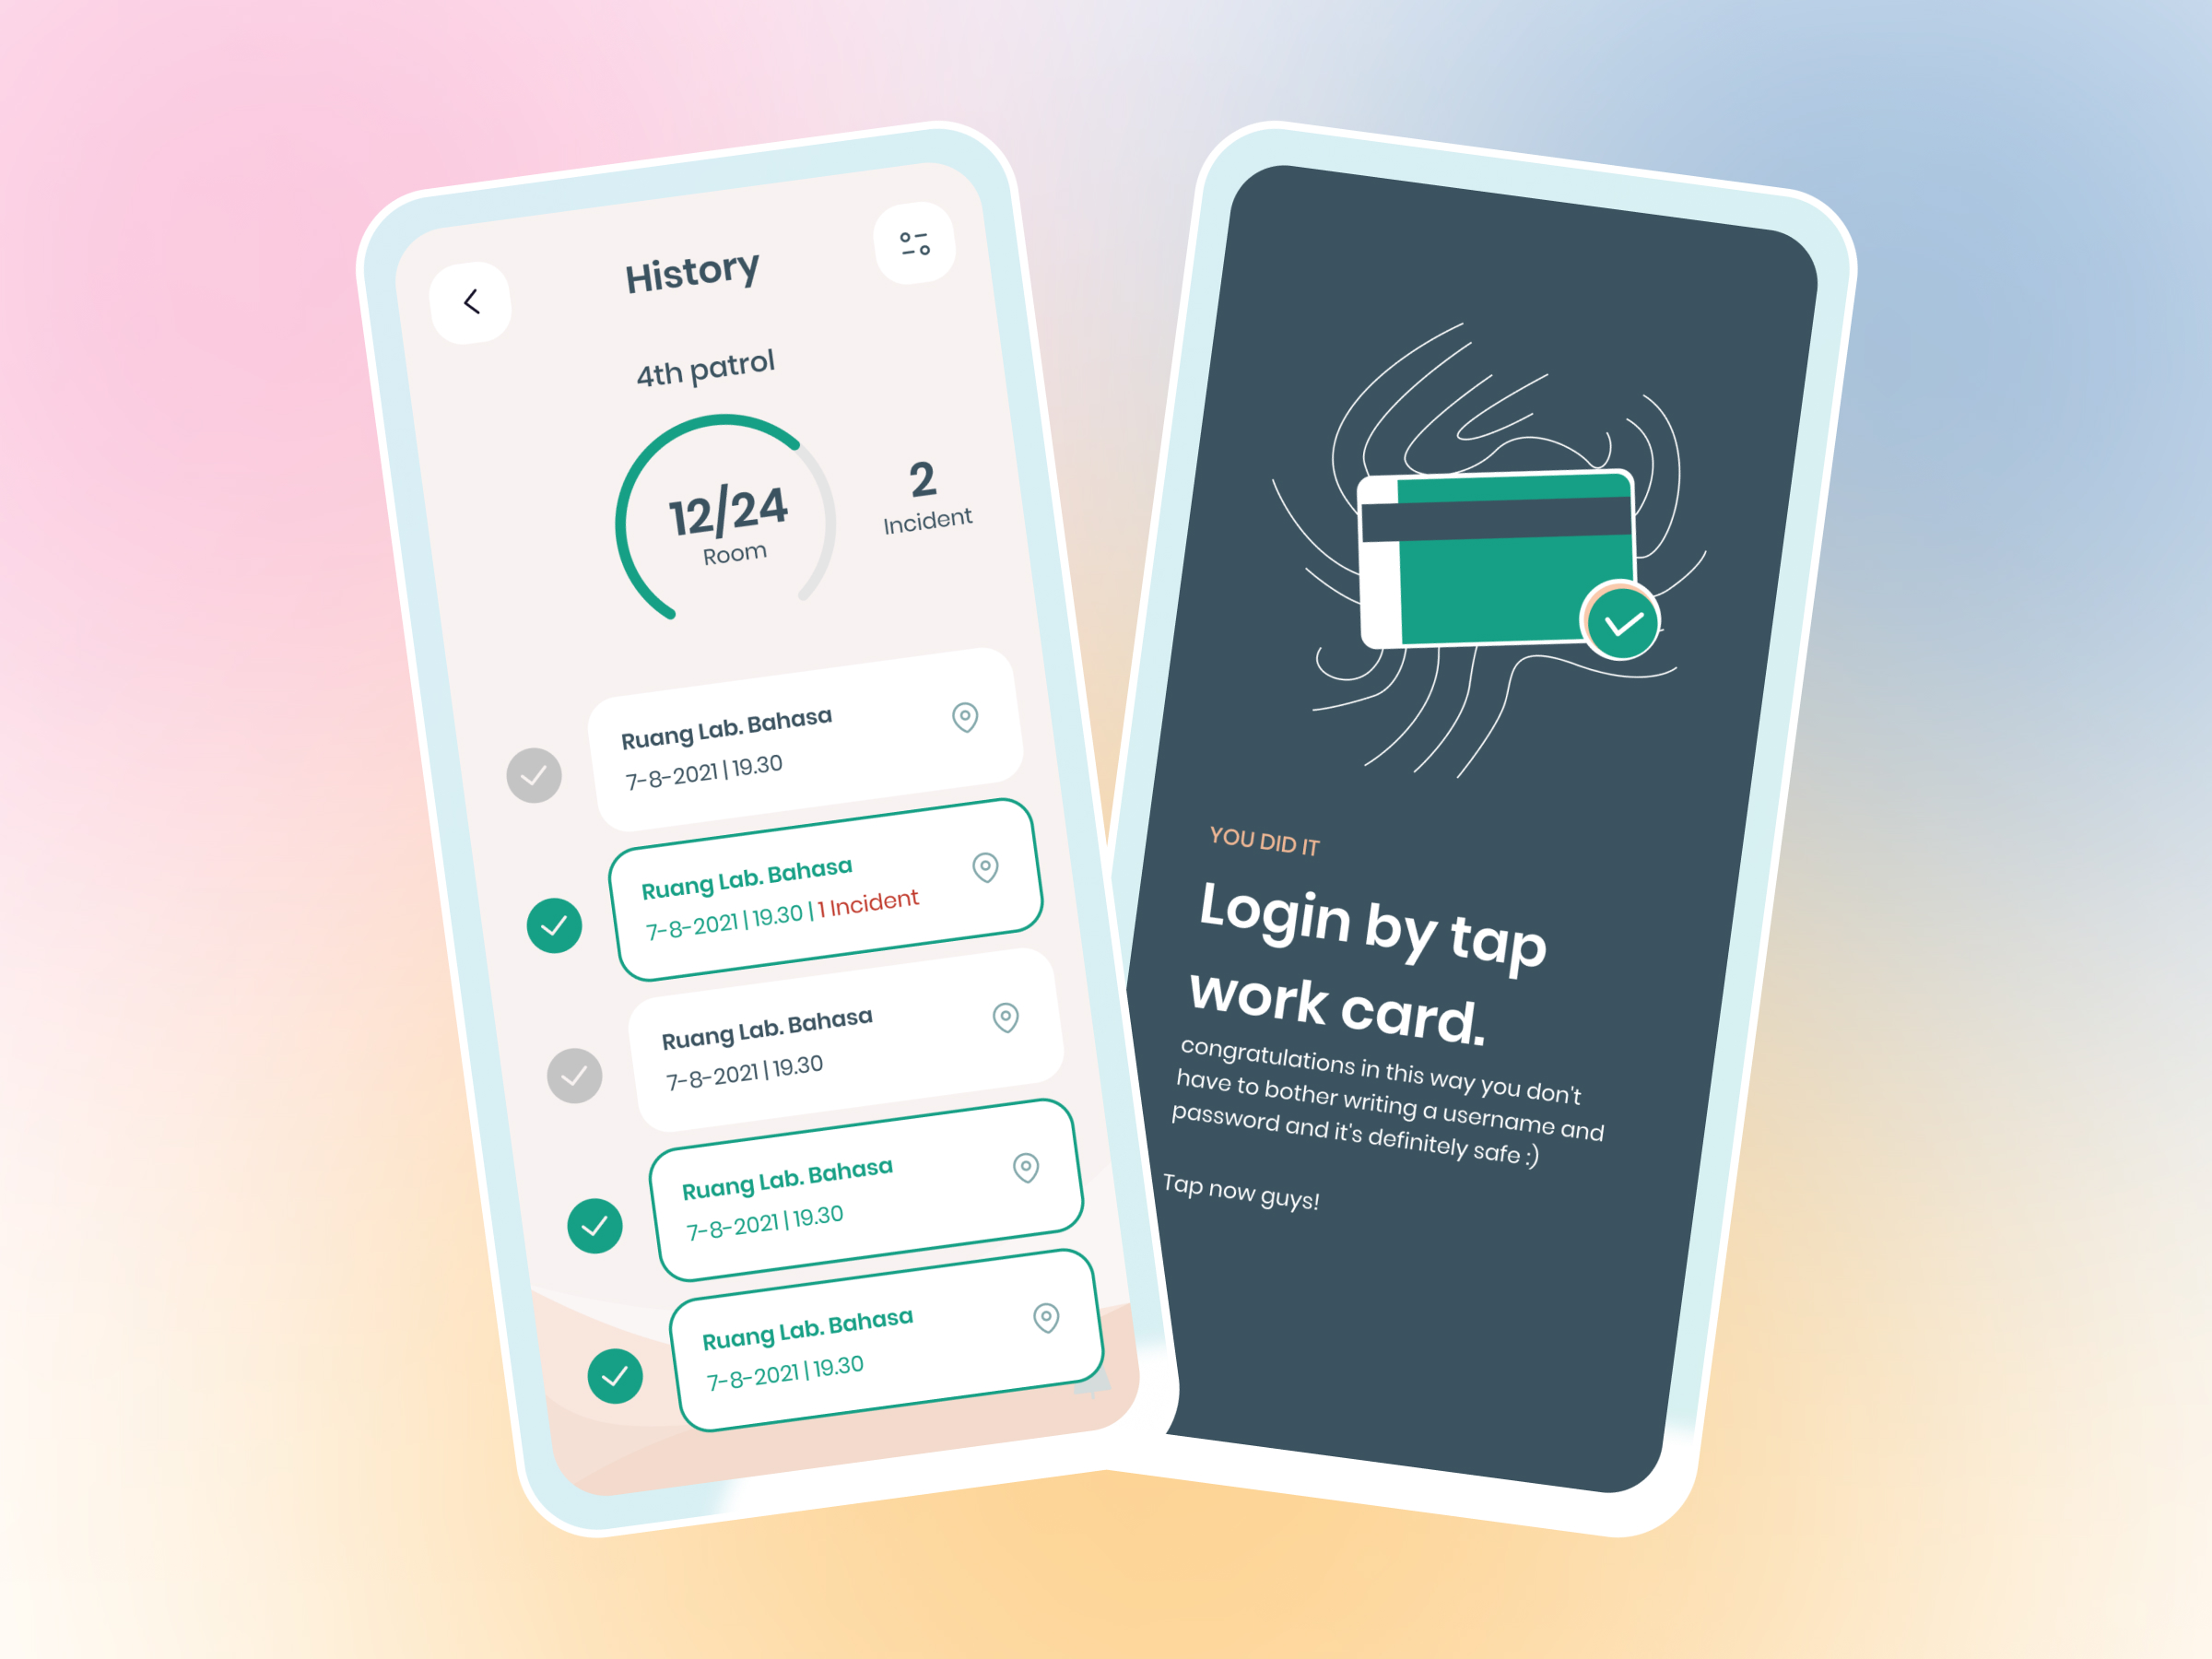 History
4th patrol
12/24
Room
2
Incident
Ruang Lab. Bahasa
7-8-2021 | 19.30
Ruang Lab. Bahasa
7-8-2021 | 19.30 | 1 Incident
Ruang Lab. Bahasa
7-8-2021 | 19.30
Ruang Lab. Bahasa
7-8-2021 | 19.30
Ruang Lab. Bahasa
7-8-2021 | 19.30
YOU DID IT
Login by tap
work card.
congratulations in this way you don't
have to bother writing a username and
password and it's definitely safe :)
Tap now guys!